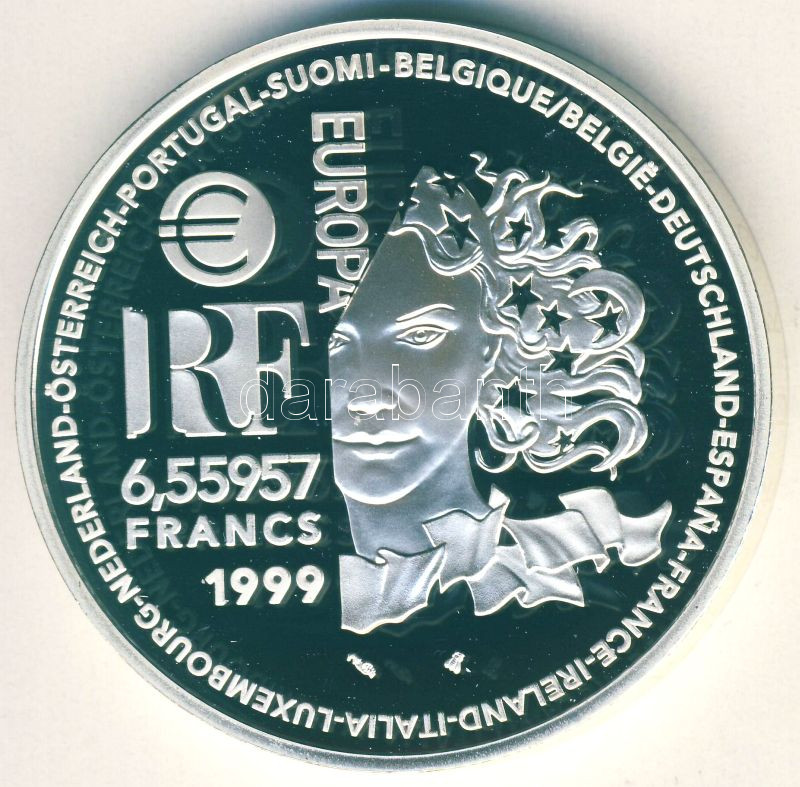 BELGIQUE/BELGIË-DEUTSCHLAND-ESPAÑA-FRANCE-IRELAND-ITALIA-LUXEMBOURG-NEDERLAND-ÖSTERREICH-PORTUGAL-SUOMI-
EUROPA
€
RF
6,55957
FRANCS
1999
darabanth